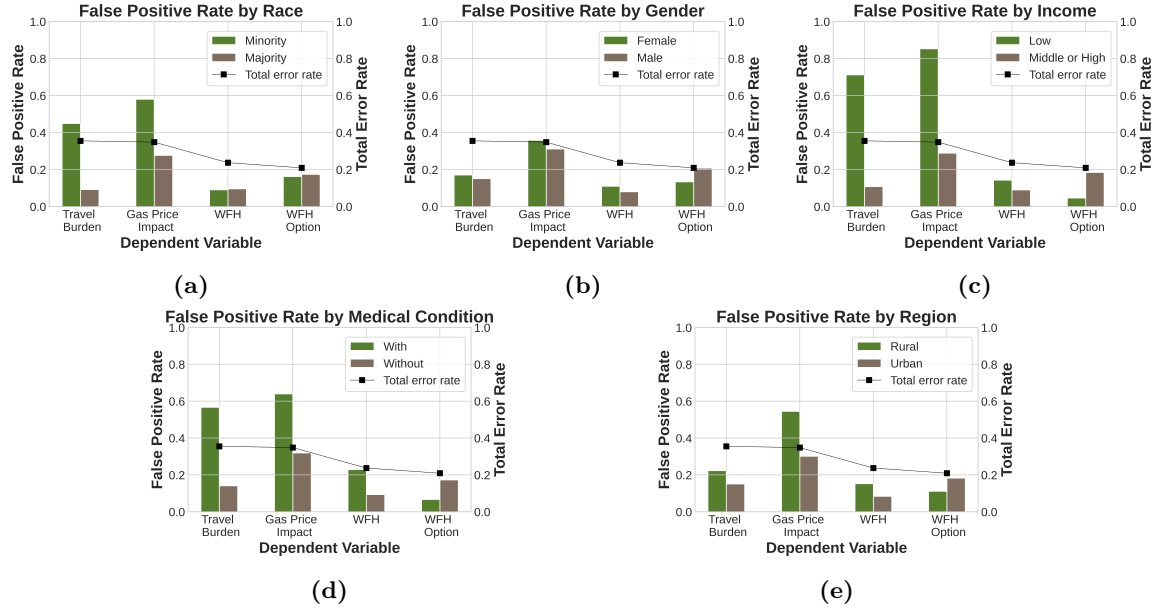 False Positive Rate by Race
False Positive Rate
1.0
0.8
0.6
0.4
0.2
0.0
Minority
Majority
Total error rate
1.0
0.8
0.6
0.4
0.2
0.0
Total Error Rate
Travel Burden
Gas Price Impact
WFH
WFH Option
Dependent Variable
(a)
False Positive Rate by Gender
False Positive Rate
1.0
0.8
0.6
0.4
0.2
0.0
Female
Male
Total error rate
1.0
0.8
0.6
0.4
0.2
0.0
Total Error Rate
Travel Burden
Gas Price Impact
WFH
WFH Option
Dependent Variable
(b)
False Positive Rate by Income
False Positive Rate
1.0
0.8
0.6
0.4
0.2
0.0
Low
Middle or High
Total error rate
1.0
0.8
0.6
0.4
0.2
0.0
Total Error Rate
Travel Burden
Gas Price Impact
WFH
WFH Option
Dependent Variable
(c)
False Positive Rate by Medical Condition
False Positive Rate
1.0
0.8
0.6
0.4
0.2
0.0
With
Without
Total error rate
1.0
0.8
0.6
0.4
0.2
0.0
Total Error Rate
Travel Burden
Gas Price Impact
WFH
WFH Option
Dependent Variable
(d)
False Positive Rate by Region
False Positive Rate
1.0
0.8
0.6
0.4
0.2
0.0
Rural
Urban
Total error rate
1.0
0.8
0.6
0.4
0.2
0.0
Total Error Rate
Travel Burden
Gas Price Impact
WFH
WFH Option
Dependent Variable
(e)